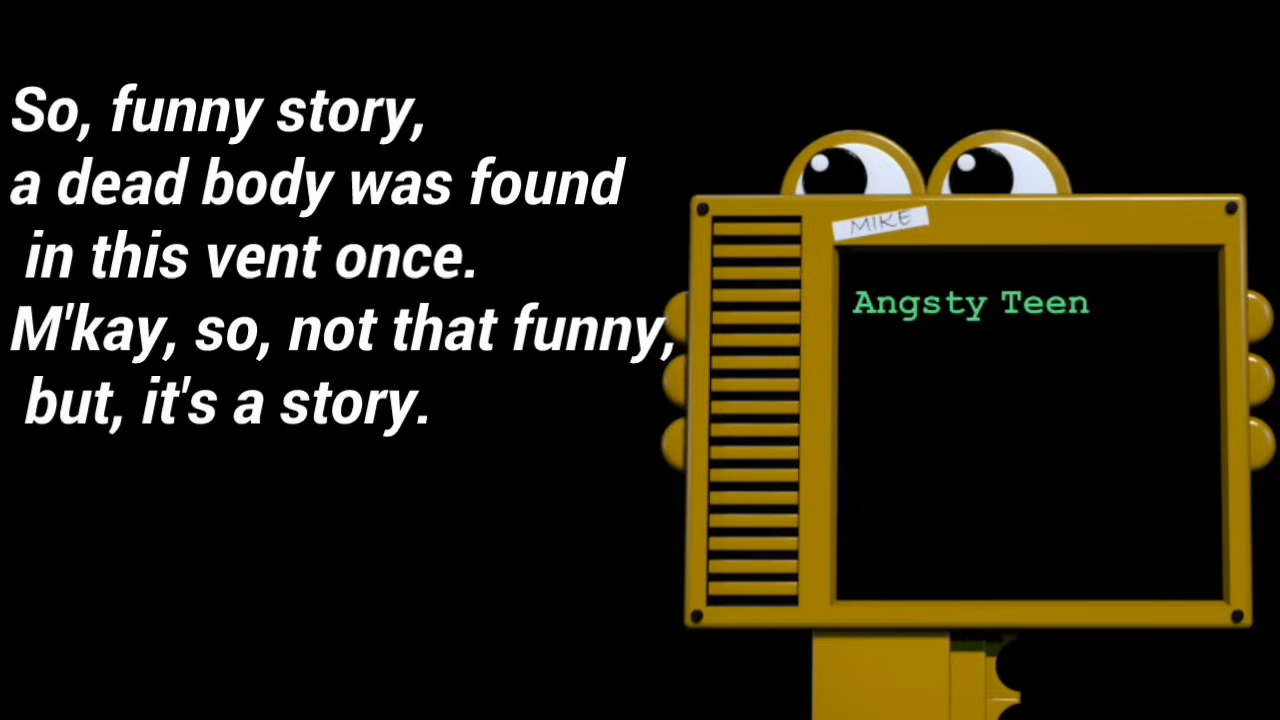 So, funny story,
a dead body was found
in this vent once.
M'kay, so, not that funny,
but, it's a story.
MIKE
Angsty Teen